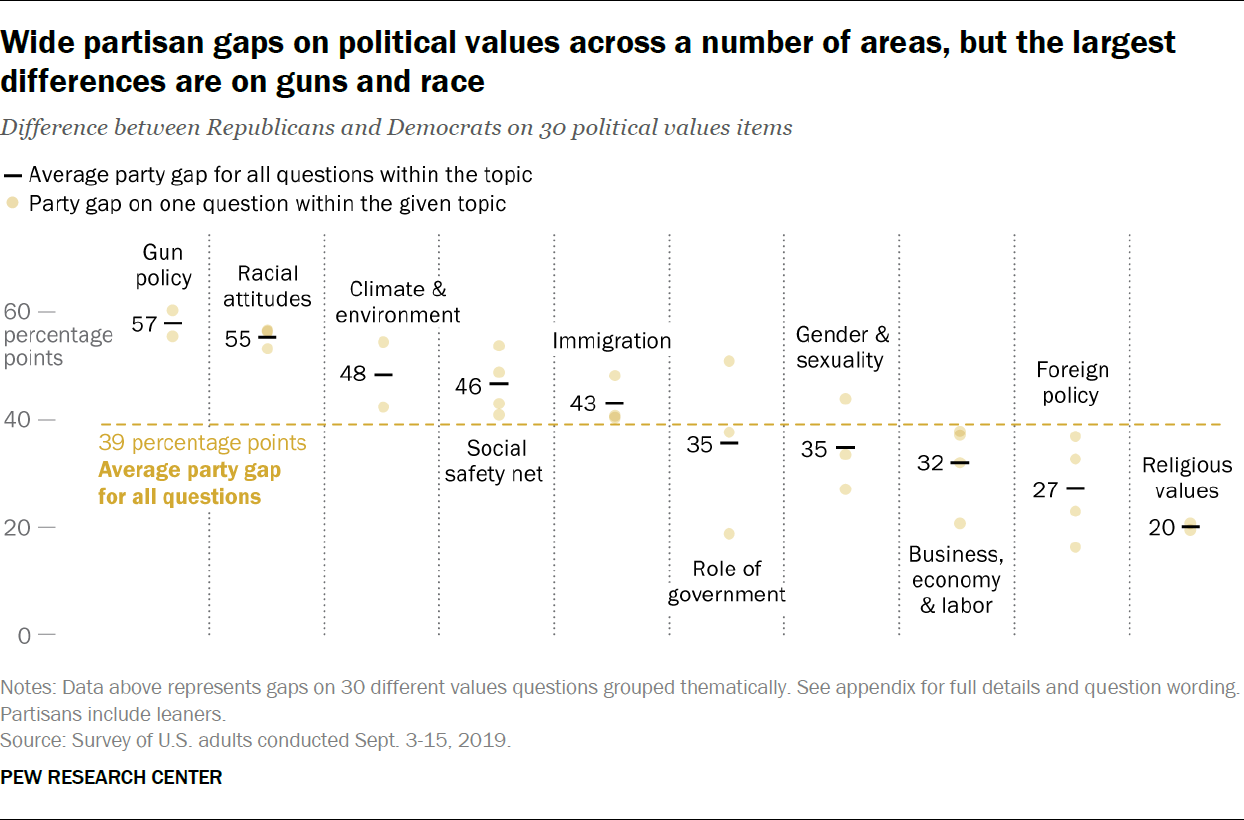 Wide partisan gaps on political values across a number of areas, but the largest
differences are on guns and race
Difference between Republicans and Democrats on 30 political values items
Average party gap for all questions within the topic
Party gap on one question within the given topic
Gun
policy
57
Racial
attitudes
55
Climate &
environment
48
46
Social
safety net
Immigration
43
35
Role of
government
Gender &
sexuality
35
32
Business,
economy
& labor
Foreign
policy
27
Religious
values
20
60
percentage
points
40
20
0
39 percentage points
Average party gap
for all questions
Notes: Data above represents gaps on 30 different values questions grouped thematically. See appendix for full details and question wording.
Partisans include leaners.
Source: Survey of U.S. adults conducted Sept. 3-15, 2019.
PEW RESEARCH CENTER